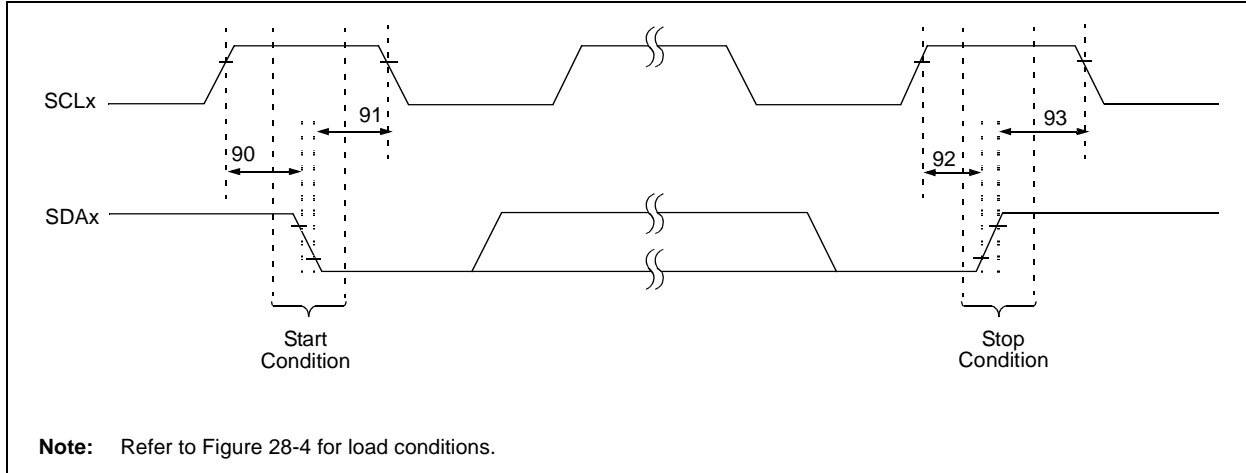 SCLx
91
93
90
92
SDAx
Start
Condition
Stop
Condition
Note: Refer to Figure 28-4 for load conditions.